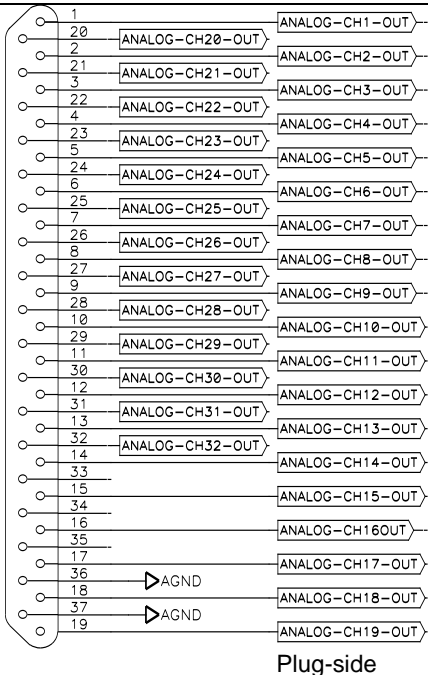 1 ANALOG-CH1-OUT
20 ANALOG-CH20-OUT
2 ANALOG-CH2-OUT
21 ANALOG-CH21-OUT
3 ANALOG-CH3-OUT
22 ANALOG-CH22-OUT
4 ANALOG-CH4-OUT
23 ANALOG-CH23-OUT
5 ANALOG-CH5-OUT
24 ANALOG-CH24-OUT
6 ANALOG-CH6-OUT
25 ANALOG-CH25-OUT
7 ANALOG-CH7-OUT
26 ANALOG-CH26-OUT
8 ANALOG-CH8-OUT
27 ANALOG-CH27-OUT
9 ANALOG-CH9-OUT
28 ANALOG-CH28-OUT
10 ANALOG-CH10-OUT
29 ANALOG-CH29-OUT
11 ANALOG-CH11-OUT
30 ANALOG-CH30-OUT
12 ANALOG-CH12-OUT
31 ANALOG-CH31-OUT
13 ANALOG-CH13-OUT
32 ANALOG-CH32-OUT
14 ANALOG-CH14-OUT
33
15 ANALOG-CH15-OUT
34
16 ANALOG-CH16OUT
35
17 ANALOG-CH17-OUT
36 AGND
18 ANALOG-CH18-OUT
37 AGND
19 ANALOG-CH19-OUT
Plug-side